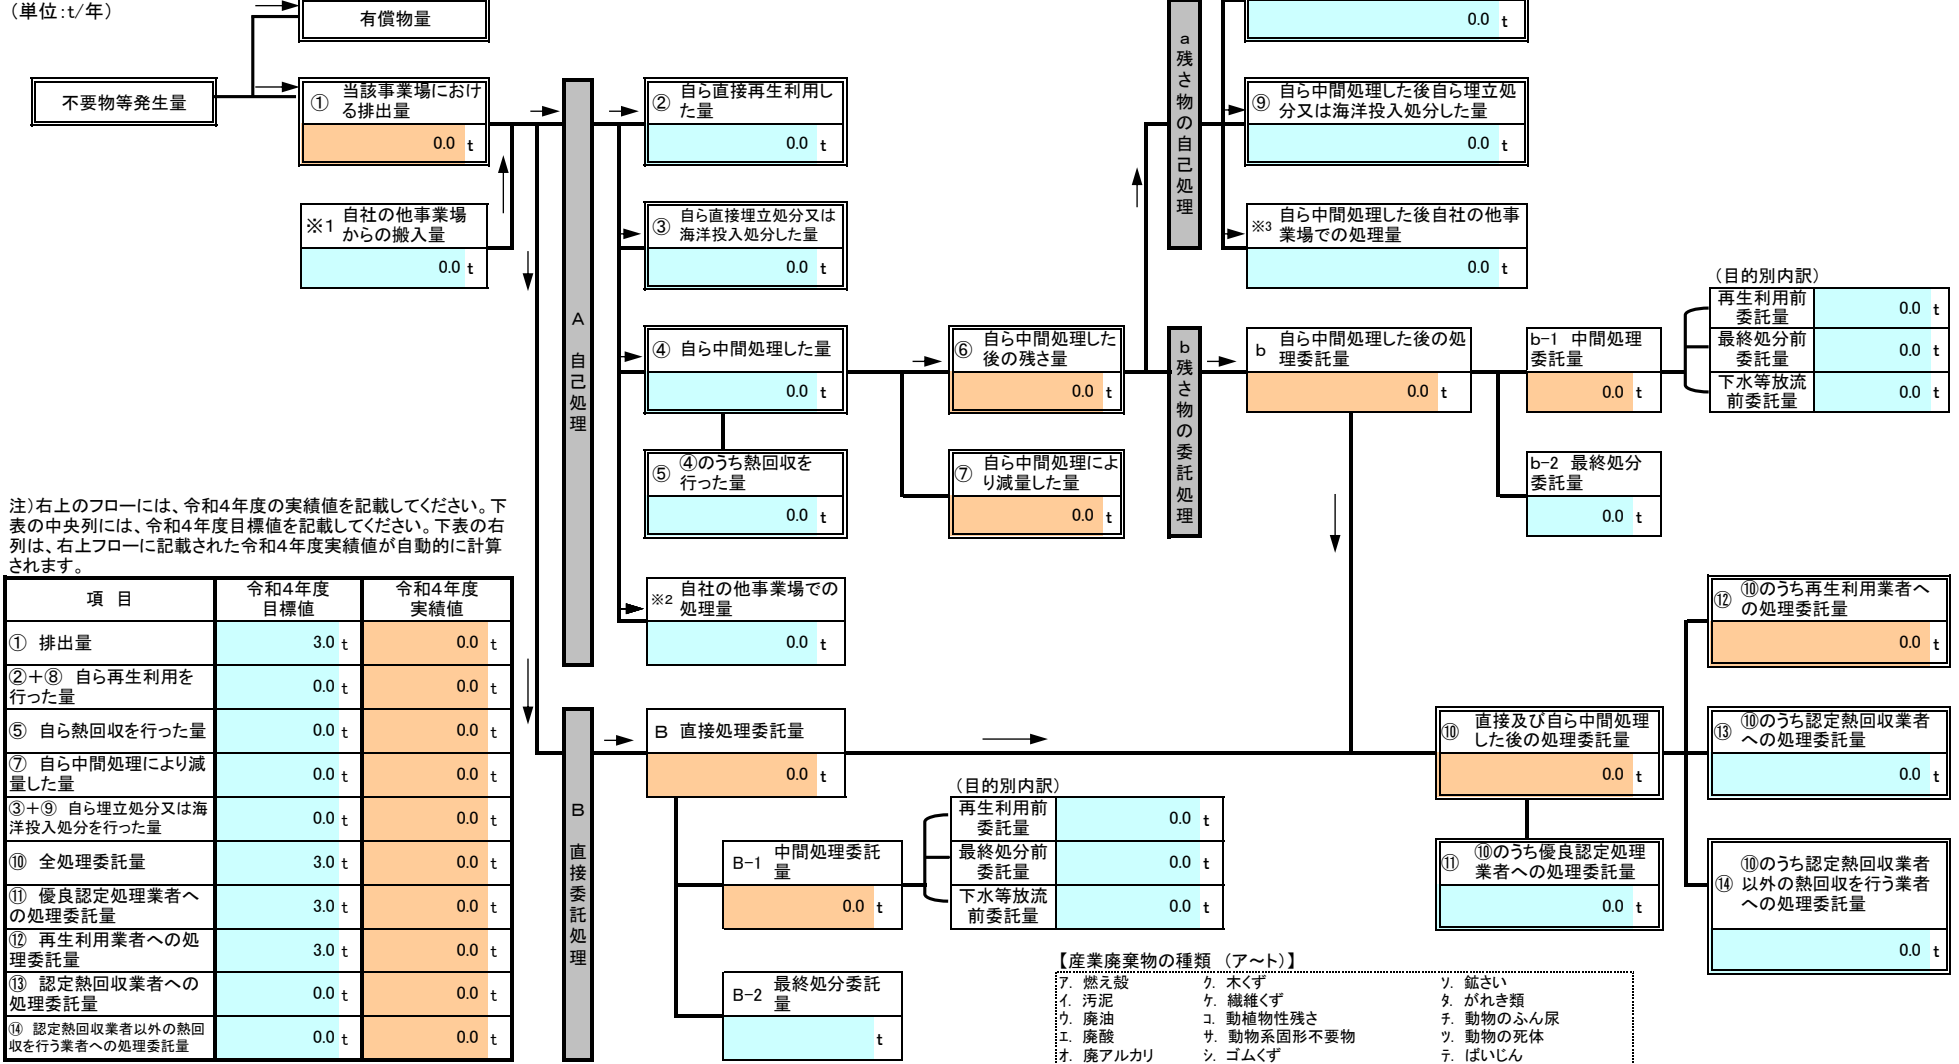 （単位：t/年）
有償物量
不要物等発生量
① 当該事業場におけ
る排出量
0.0 t
※1 自社の他事業場
からの搬入量
0.0 t
A 自己処理
② 自ら直接再生利用し
た量
0.0 t
③ 自ら直接埋立処分又は
海洋投入処分した量
0.0 t
④ 自ら中間処理した量
0.0 t
⑤ ④のうち熱回収を
行った量
0.0 t
※2 自社の他事業場での
処理量
0.0 t
⑥ 自ら中間処理した
後の残さ量
0.0 t
⑦ 自ら中間処理によ
り減量した量
0.0 t
a 残さ物の自己処理
0.0 t
⑨ 自ら中間処理した後自ら埋立処
分又は海洋投入処分した量
0.0 t
※3 自ら中間処理した後自社の他事
業場での処理量
0.0 t
b 残さ物の委託処理
b 自ら中間処理した後の処
理委託量
0.0 t
b-1 中間処理
委託量
0.0 t
b-2 最終処分
委託量
0.0 t
（目的別内訳）
再生利用前
委託量
0.0 t
最終処分前
委託量
0.0 t
下水等放流
前委託量
0.0 t
注）右上のフローには、令和４年度の実績値を記載してください。下
表の中央列には、令和４年度目標値を記載してください。下表の右
列は、右上フローに記載された令和４年度実績値が自動的に計算
されます。
項 目 令和４年度 目標値 令和４年度 実績値
① 排出量 3.0 t 0.0 t
②＋⑧ 自ら再生利用を
行った量 0.0 t 0.0 t
⑤ 自ら熱回収を行った量 0.0 t 0.0 t
⑦ 自ら中間処理により減
量した量 0.0 t 0.0 t
③＋⑨ 自ら埋立処分又は海
洋投入処分を行った量 0.0 t 0.0 t
⑩ 全処理委託量 3.0 t 0.0 t
⑪ 優良認定処理業者へ
の処理委託量 3.0 t 0.0 t
⑫ 再生利用業者への処
理委託量 3.0 t 0.0 t
⑬ 認定熱回収業者への
処理委託量 0.0 t 0.0 t
⑭ 認定熱回収業者以外の熱回
収を行う業者への処理委託量 0.0 t 0.0 t
B 直接委託処理
B 直接処理委託量
0.0 t
B-1 中間処理委託
量
0.0 t
B-2 最終処分委託
量
t
（目的別内訳）
再生利用前
委託量
0.0 t
最終処分前
委託量
0.0 t
下水等放流
前委託量
0.0 t
⑩ 直接及び自ら中間処理
した後の処理委託量
0.0 t
⑪ ⑩のうち優良認定処理
業者への処理委託量
0.0 t
⑫ ⑩のうち再生利用業者へ
の処理委託量
0.0 t
⑬ ⑩のうち認定熱回収業者
への処理委託量
0.0 t
⑭ ⑩のうち認定熱回収業者
以外の熱回収を行う業者
への処理委託量
0.0 t
【産業廃棄物の種類 （ア～ト）】
ア. 燃え殻 ク. 木くず ソ. 鉱さい
イ. 汚泥 ケ. 繊維くず タ. がれき類
ウ. 廃油 コ. 動植物性残さ チ. 動物のふん尿
エ. 廃酸 サ. 動物系固形不要物 ツ. 動物の死体
オ. 廃アルカリ シ. ゴムくず テ. ばいじん